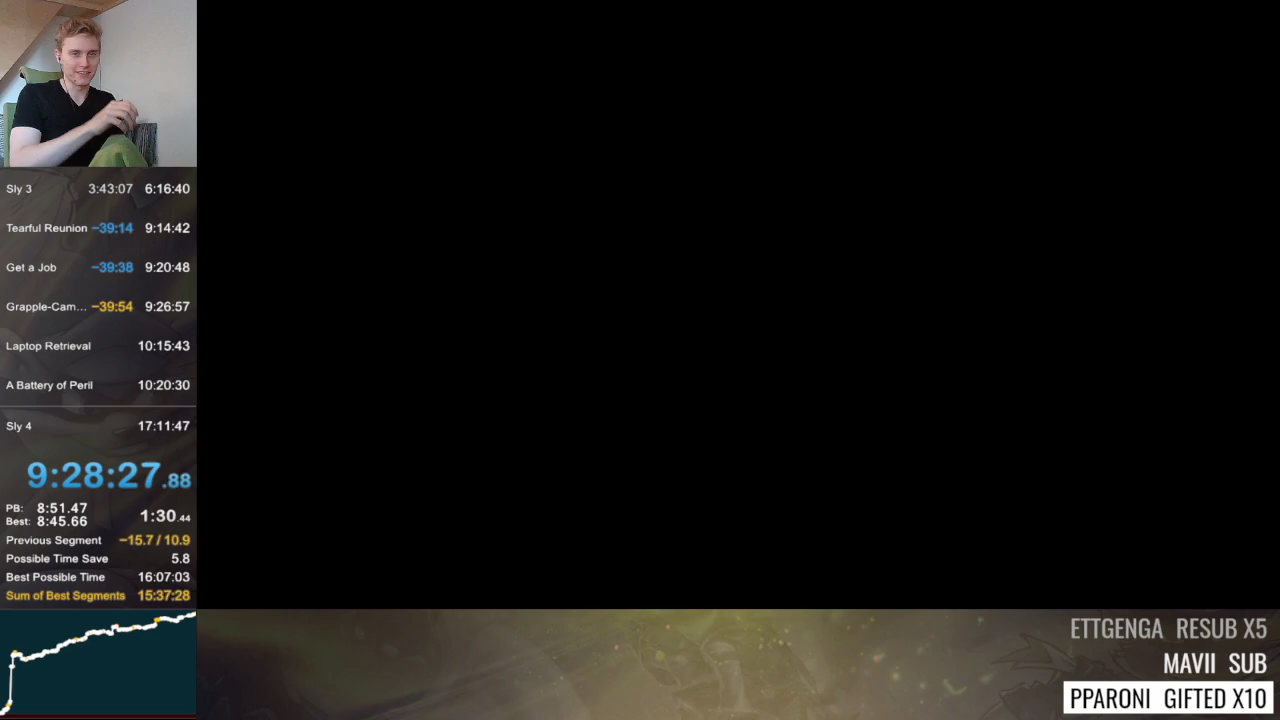 Sly 3 3:43:07 6:16:40
Tearful Reunion −39:14 9:14:42
Get a Job −39:38 9:20:48
Grapple-Cam... −39:54 9:26:57
Laptop Retrieval 10:15:43
A Battery of Peril 10:20:30
Sly 4 17:11:47
9:28:27.88
PB: 8:51.47
Best: 8:45.66 1:30.44
Previous Segment −15.7 / 10.9
Possible Time Save 5.8
Best Possible Time 16:07:03
Sum of Best Segments 15:37:28
ETTGENGA RESUB X5
MAVII SUB
PPARONI GIFTED X10